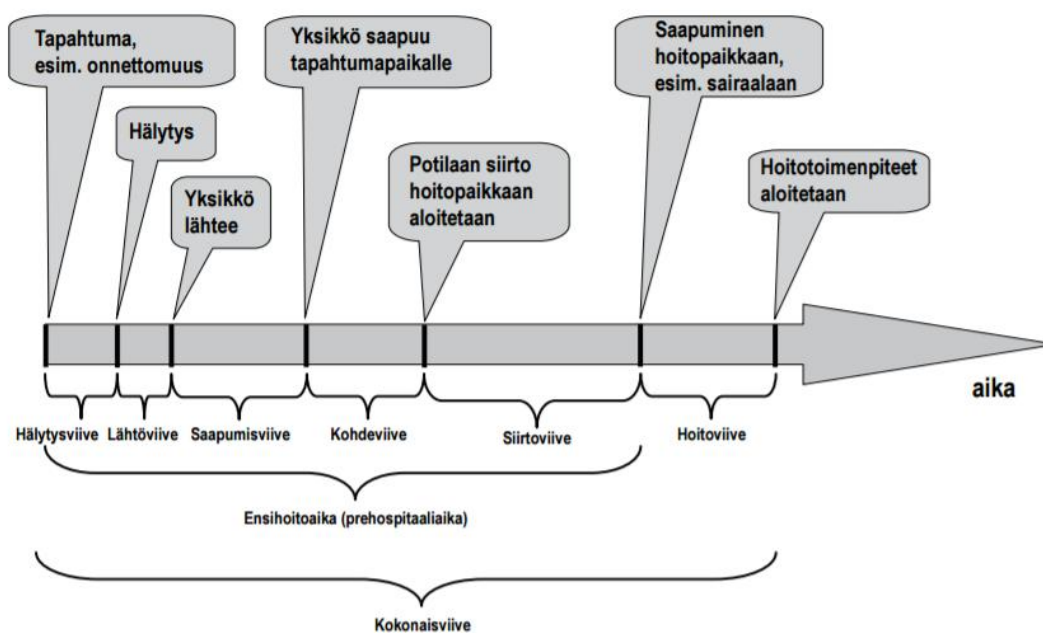 Tapahtuma,
esim. onnettomuus
Hälytys
Yksikkö
lähtee
Yksikkö saapuu
tapahtumapaikalle
Potilaan siirto
hoitopaikkaan
aloitetaan
Saapuminen
hoitopaikkaan,
esim. sairaalaan
Hoitotoimenpiteet
aloitetaan
aika
Hälytysviive
Lähtöviive
Saapumisviive
Kohdeviive
Siirtoviive
Hoitoviive
Ensihoitoaika (prehospitaaliaika)
Kokonaisviive